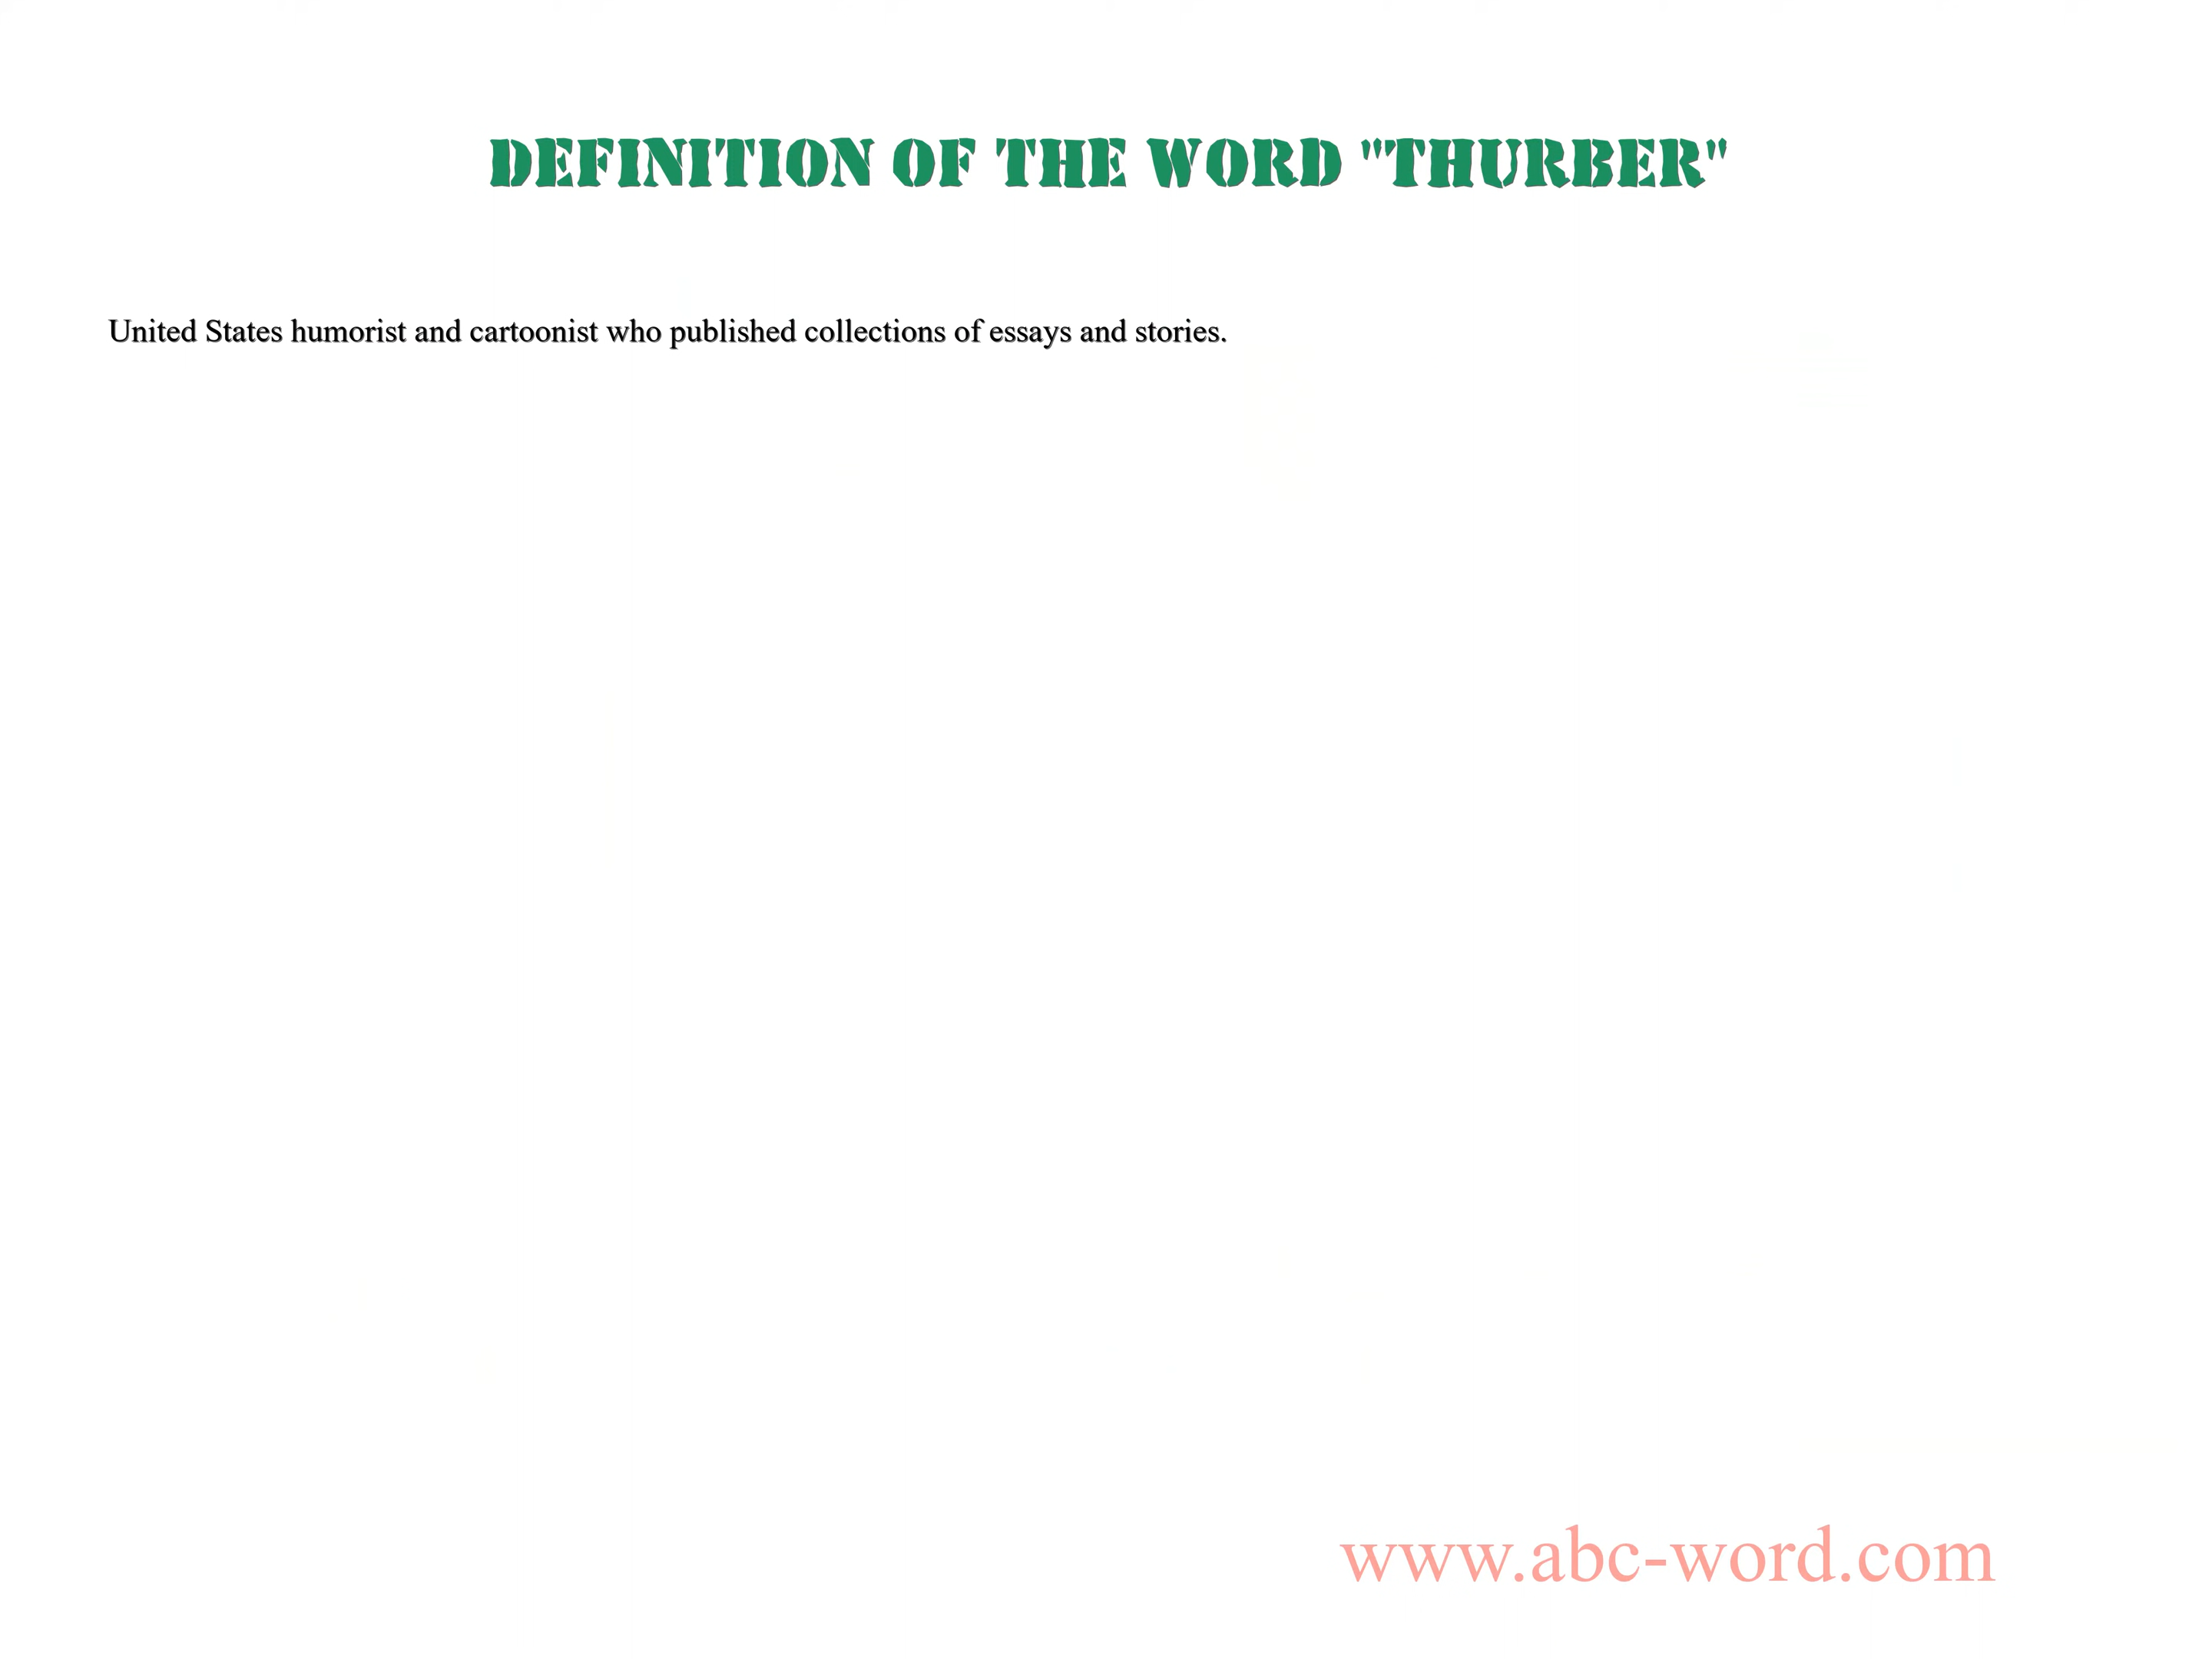 DEFINITION OF THE WORD "THURBER"
United States humorist and cartoonist who published collections of essays and stories.
www.abc-word.com